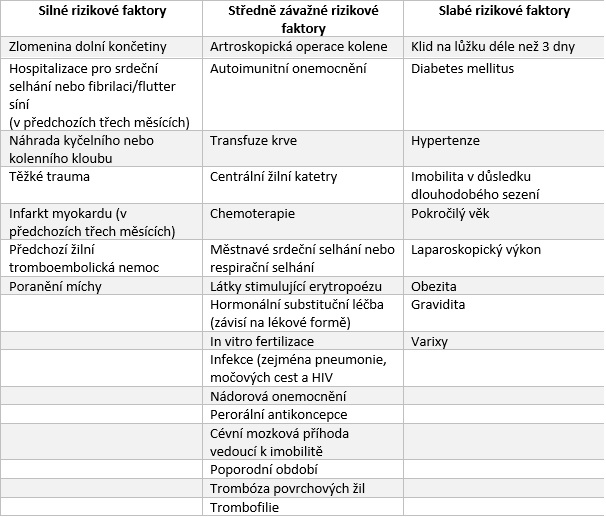 Silné rizikové faktory
Středně závažné rizikové
faktory
Slabé rizikové faktory
Zlomenina dolní končetiny
Artroskopická operace kolene
Klid na lůžku déle než 3 dny
Hospitalizace pro srdeční
selhání nebo fibrilaci/flutter
síní
(v předchozích třech měsících)
Autoimunitní onemocnění
Diabetes mellitus
Náhrada kyčelního nebo
kolenního kloubu
Transfuze krve
Hypertenze
Těžké trauma
Centrální žilní katetry
Imobilita v důsledku
dlouhodobého sezení
Infarkt myokardu (v
předchozích třech měsících)
Chemoterapie
Pokročilý věk
Předchozí žilní
tromboembolická nemoc
Městnavé srdeční selhání nebo
respirační selhání
Laparoskopický výkon
Poranění míchy
Látky stimulující erytropoézu
Obezita
Hormonální substituční léčba
(závisí na lékové formě)
Gravidita
In vitro fertilizace
Varixy
Infekce (zejména pneumonie,
močových cest a HIV
Nádorová onemocnění
Perorální antikoncepce
Cévní mozková příhoda
vedoucí k imobilitě
Poporodní období
Trombóza povrchových žil
Trombofilie